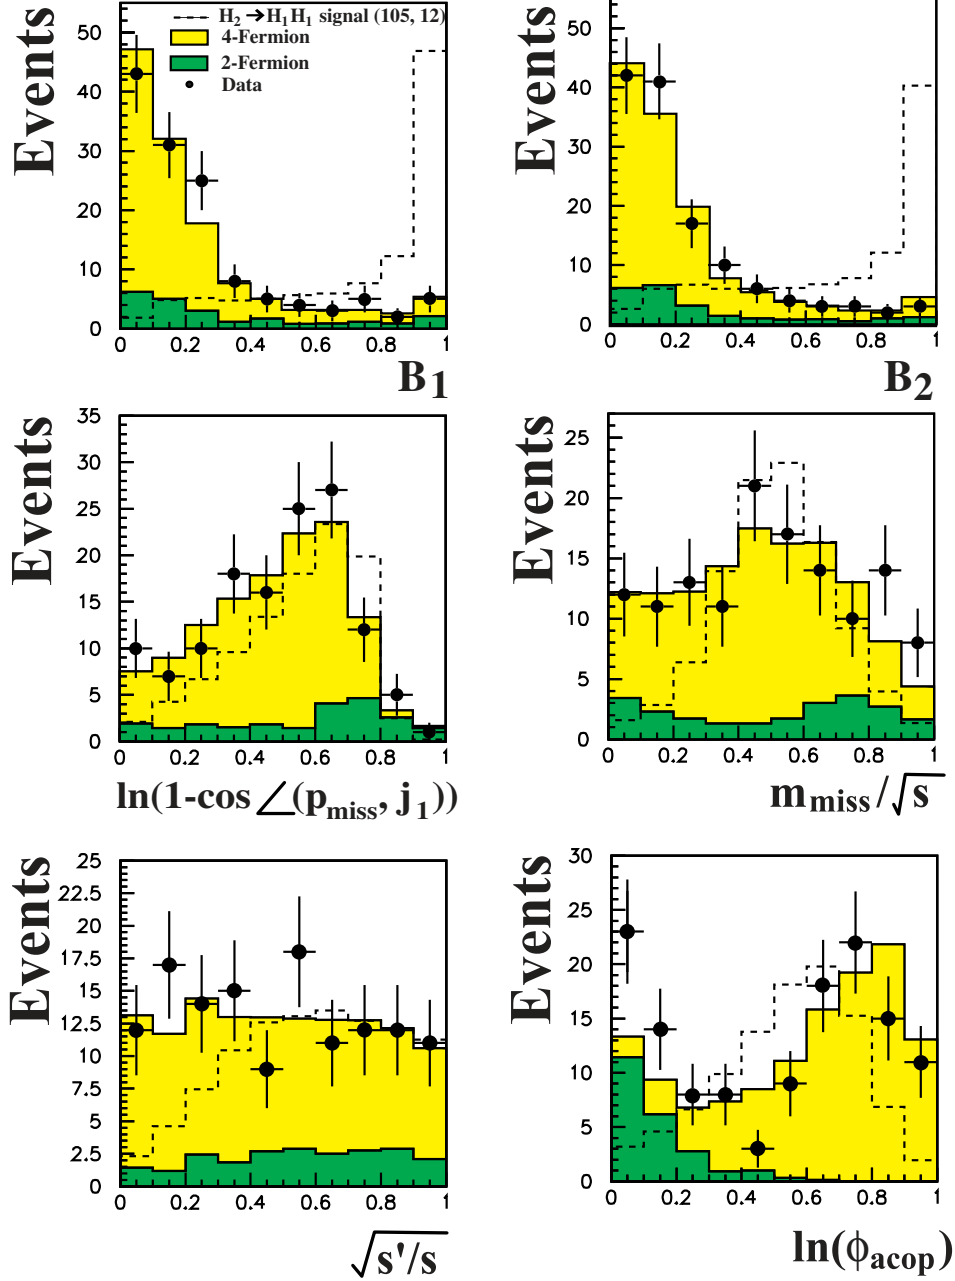 H2 →H1H1 signal (105, 12)
4-Fermion
2-Fermion
Data
Events
50
40
30
20
10
0
0 0.2 0.4 0.6 0.8 1
B1
Events
50
40
30
20
10
0
0 0.2 0.4 0.6 0.8 1
B2
Events
35
30
25
20
15
10
5
0
0 0.2 0.4 0.6 0.8 1
ln(1-cos ∠(pmiss, j1))
Events
25
20
15
10
5
0
0 0.2 0.4 0.6 0.8 1
mmiss/√s
Events
25
22.5
20
17.5
15
12.5
10
7.5
5
2.5
0
0 0.2 0.4 0.6 0.8 1
√s'/s
Events
30
25
20
15
10
5
0
0 0.2 0.4 0.6 0.8 1
ln(ϕacop)